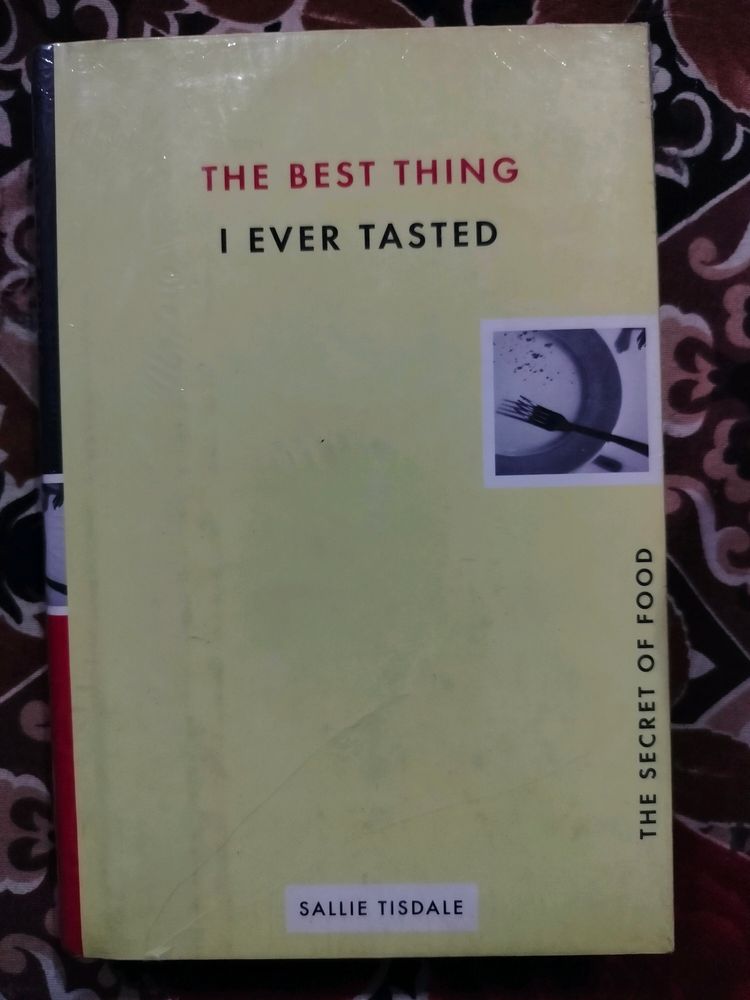 THE BEST THING
I EVER TASTED
THE SECRET OF FOOD
SALLIE TISDALE